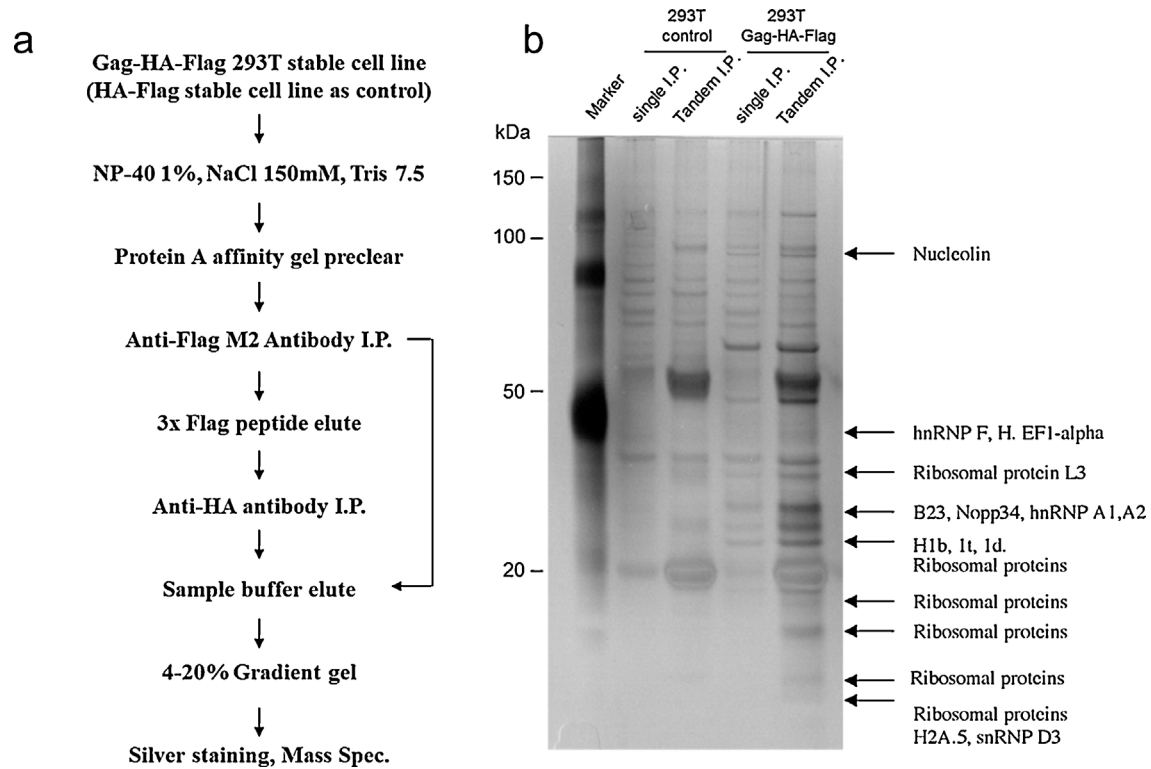 a
Gag-HA-Flag 293T stable cell line
(HA-Flag stable cell line as control)
NP-40 1%, NaCl 150mM, Tris 7.5
Protein A affinity gel preclear
Anti-Flag M2 Antibody I.P.
3x Flag peptide elute
Anti-HA antibody I.P.
Sample buffer elute
4-20% Gradient gel
Silver staining, Mass Spec.
b
293T
control
293T
Gag-HA-Flag
Marker
single I.P.
Tandem I.P.
single I.P.
Tandem I.P.
kDa
150
100
50
20
Nucleolin
hnRNP F, H. EF1-alpha
Ribosomal protein L3
B23, Nopp34, hnRNP A1,A2
H1b, 1t, 1d.
Ribosomal proteins
Ribosomal proteins
Ribosomal proteins
Ribosomal proteins
Ribosomal proteins
H2A.5, snRNP D3